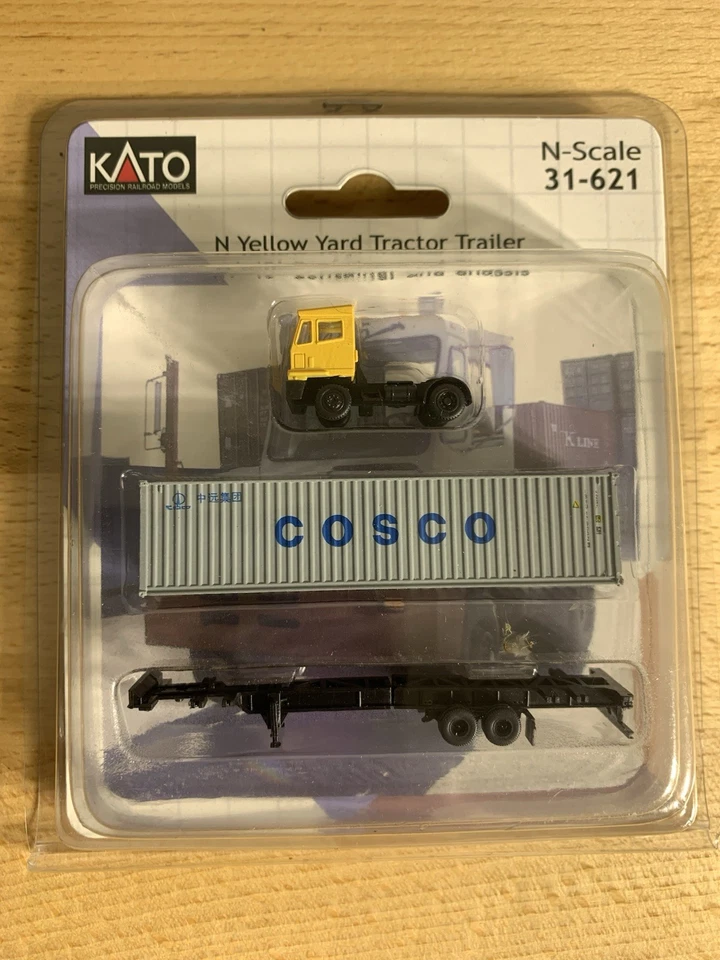 KATO
PRECISION RAILROAD MODELS
N-Scale
31-621
N Yellow Yard Tractor Trailer
中远集团
COSCO
K LINE